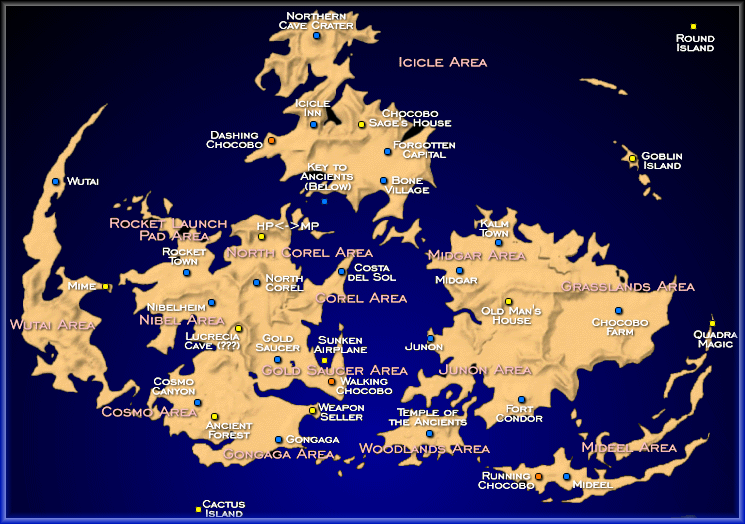 Northern
Cave Crater
Round
Island
Icicle Area
Icicle
Inn
Chocobo
Sage's House
Dashing
Chocobo
Forgotten
Capital
Goblin
Island
Key to
Ancients
(Below)
Bone
Village
Wutai
Rocket Launch
Pad Area
HP<->MP
Kalm
Town
North Corel Area
Midgar Area
Rocket
Town
Costa
del Sol
Midgar
North
Corel
Mime
Grasslands Area
Corel Area
Nibelheim
Nibel Area
Old Man's
House
Chocobo
Farm
Wutai Area
Lucrecia
Cave (???)
Gold
Saucer
Sunken
Airplane
Junon
Quadra
Magic
Gold Saucer Area
Junon Area
Walking
Chocobo
Cosmo
Canyon
Cosmo Area
Weapon
Seller
Temple of
the Ancients
Fort
Condor
Ancient
Forest
Gongaga
Gongaga Area
Woodlands Area
Mideel Area
Running
Chocobo
Mideel
Cactus
Island